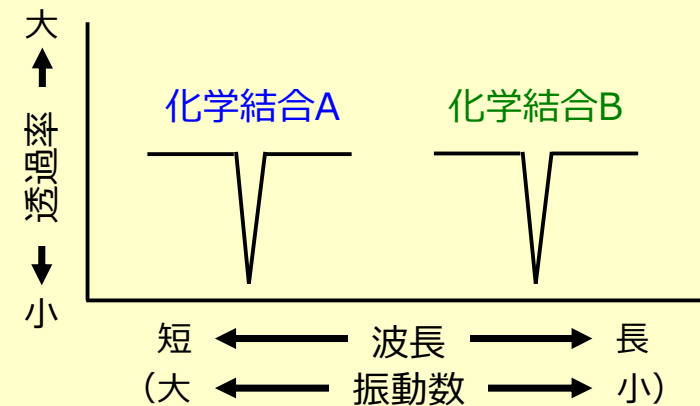 大
化学結合A
化学結合B
透過率
小
短 波長 長
（大 振動数 小）